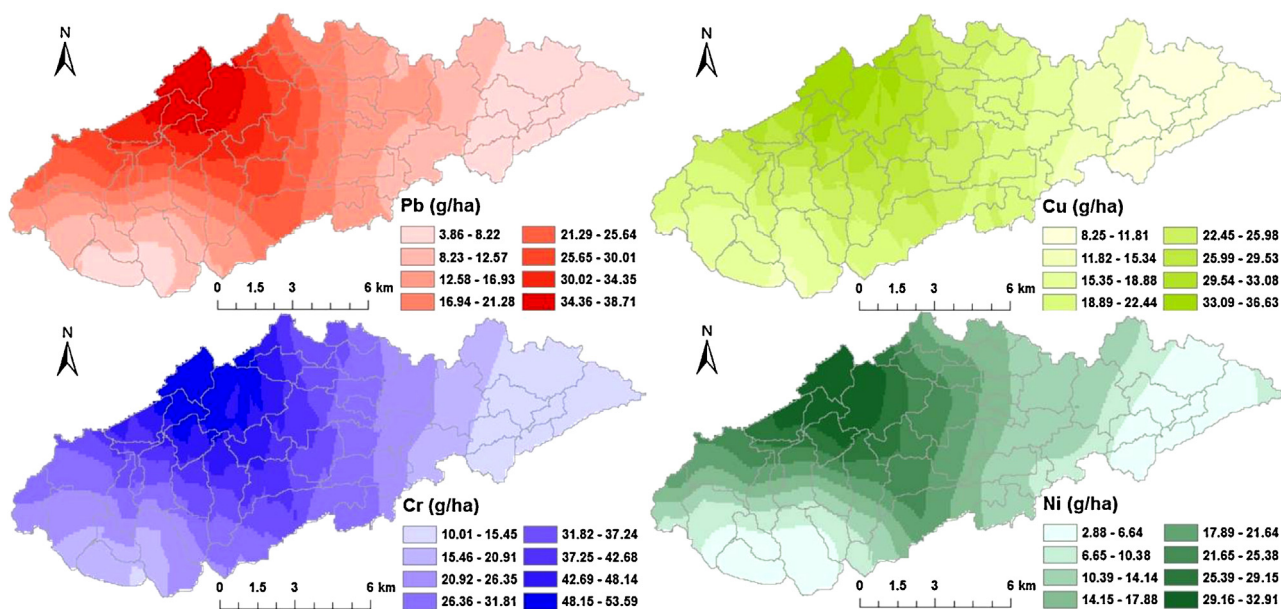 N
Pb (g/ha)
3.86 - 8.22 21.29 - 25.64
8.23 - 12.57 25.65 - 30.01
12.58 - 16.93 30.02 - 34.35
16.94 - 21.28 34.36 - 38.71
0 1.5 3 6 km
N
Cu (g/ha)
8.25 - 11.81 22.45 - 25.98
11.82 - 15.34 25.99 - 29.53
15.35 - 18.88 29.54 - 33.08
18.89 - 22.44 33.09 - 36.63
0 1.5 3 6 km
N
Cr (g/ha)
10.01 - 15.45 31.82 - 37.24
15.46 - 20.91 37.25 - 42.68
20.92 - 26.35 42.69 - 48.14
26.36 - 31.81 48.15 - 53.59
0 1.5 3 6 km
N
Ni (g/ha)
2.88 - 6.64 17.89 - 21.64
6.65 - 10.38 21.65 - 25.38
10.39 - 14.14 25.39 - 29.15
14.15 - 17.88 29.16 - 32.91
0 1.5 3 6 km